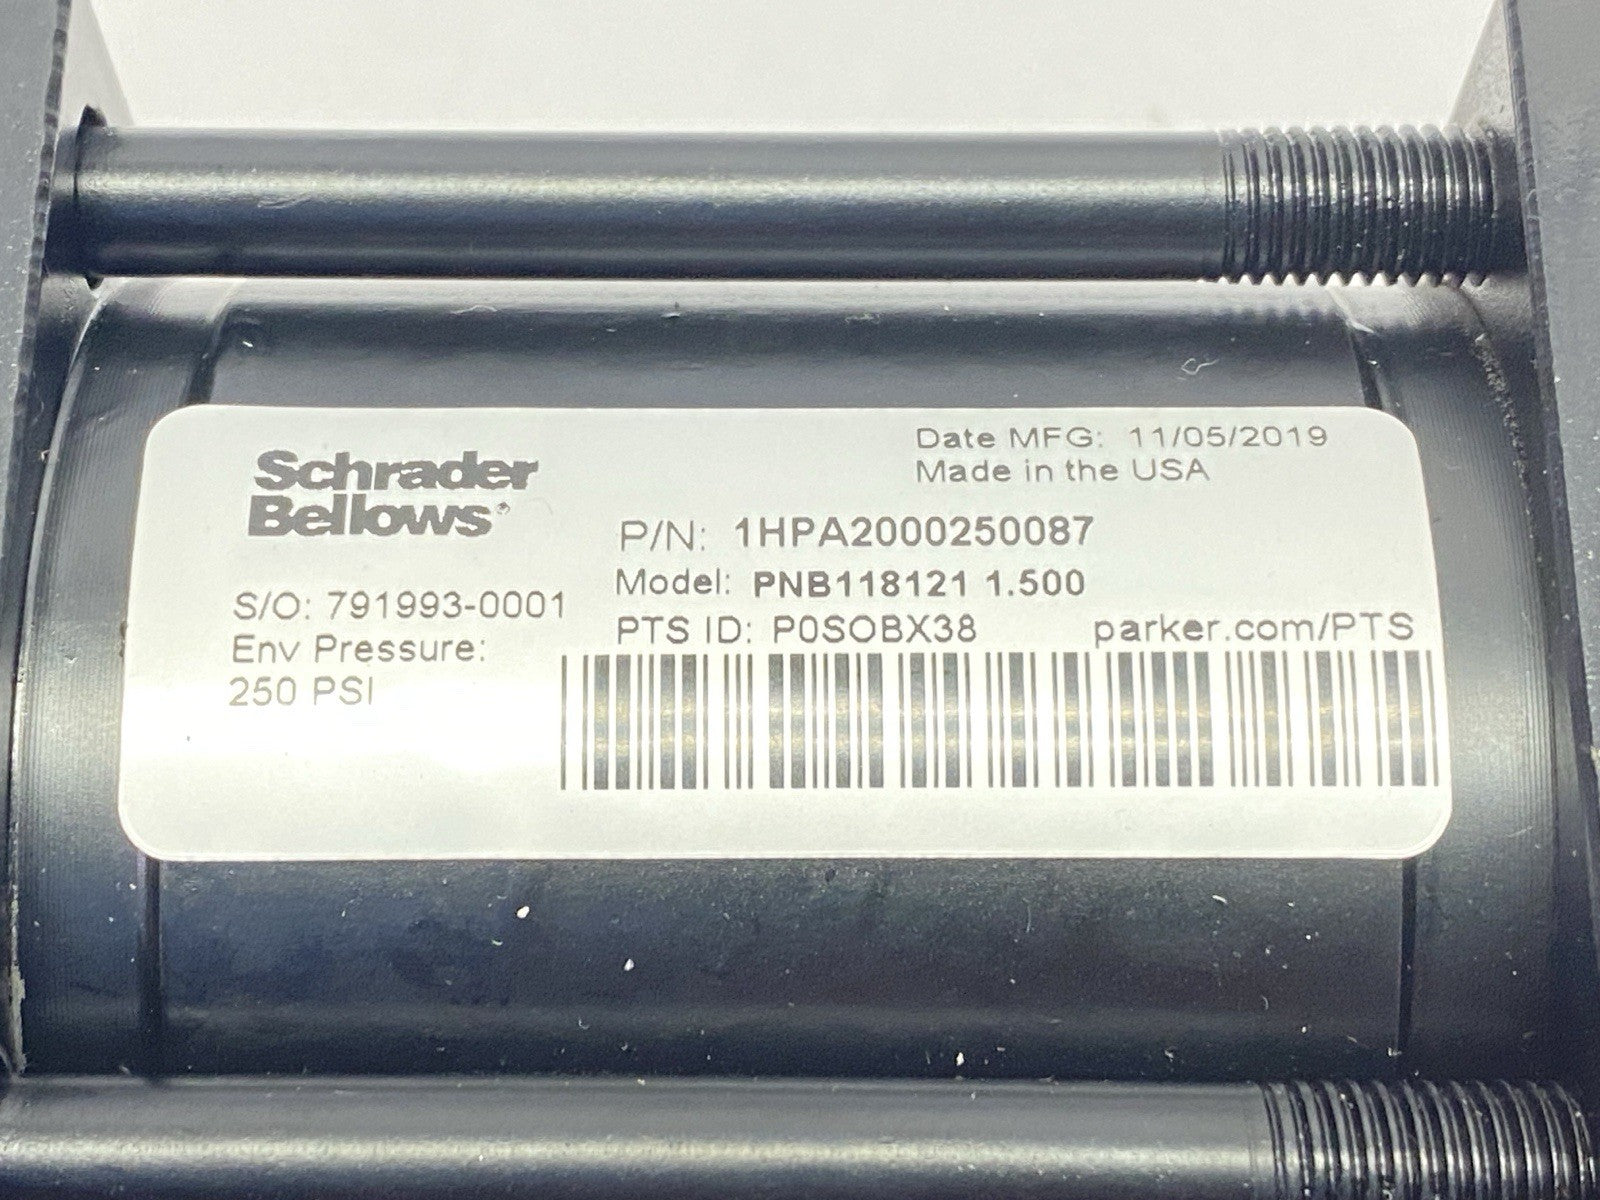 Schrader
Bellows®
Date MFG: 11/05/2019
Made in the USA
P/N: 1HPA2000250087
Model: PNB118121 1.500
PTS ID: P0SOBX38
parker.com/PTS
S/O: 791993-0001
Env Pressure:
250 PSI